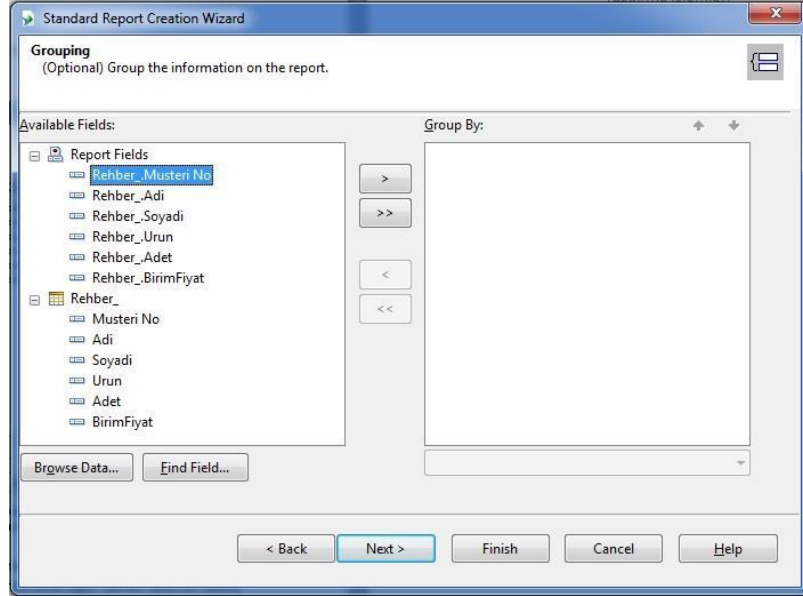 Standard Report Creation Wizard
Grouping
(Optional) Group the information on the report.
Available Fields:
Group By:
Report Fields
Rehber_.Musteri No
Rehber_.Adi
Rehber_.Soyadi
Rehber_.Urun
Rehber_.Adet
Rehber_.BirimFiyat
Rehber_
Musteri No
Adi
Soyadi
Urun
Adet
BirimFiyat
>
>>
<
<<
Browse Data...
Find Field...
< Back
Next >
Finish
Cancel
Help